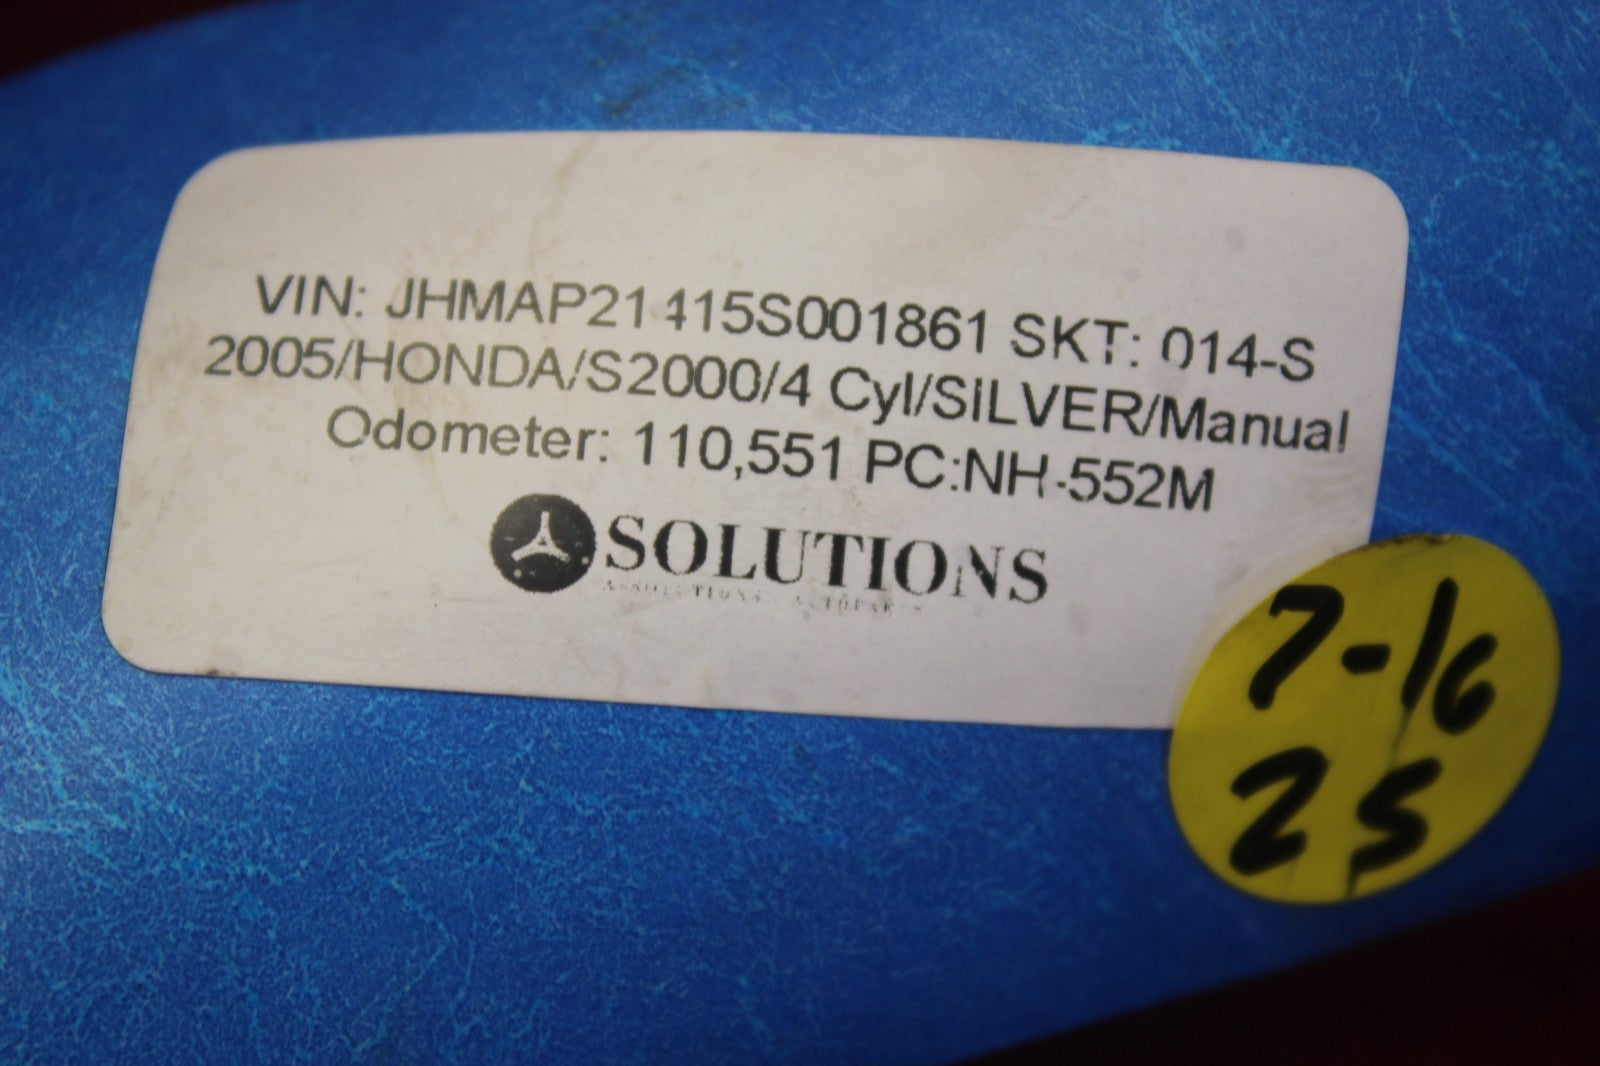 VIN: JHMAP21415S001861 SKT: 014-S
2005/HONDA/S2000/4 Cyl/SILVER/Manual
Odometer: 110,551 PC:NH-552M
SOLUTIONS
7-16
25